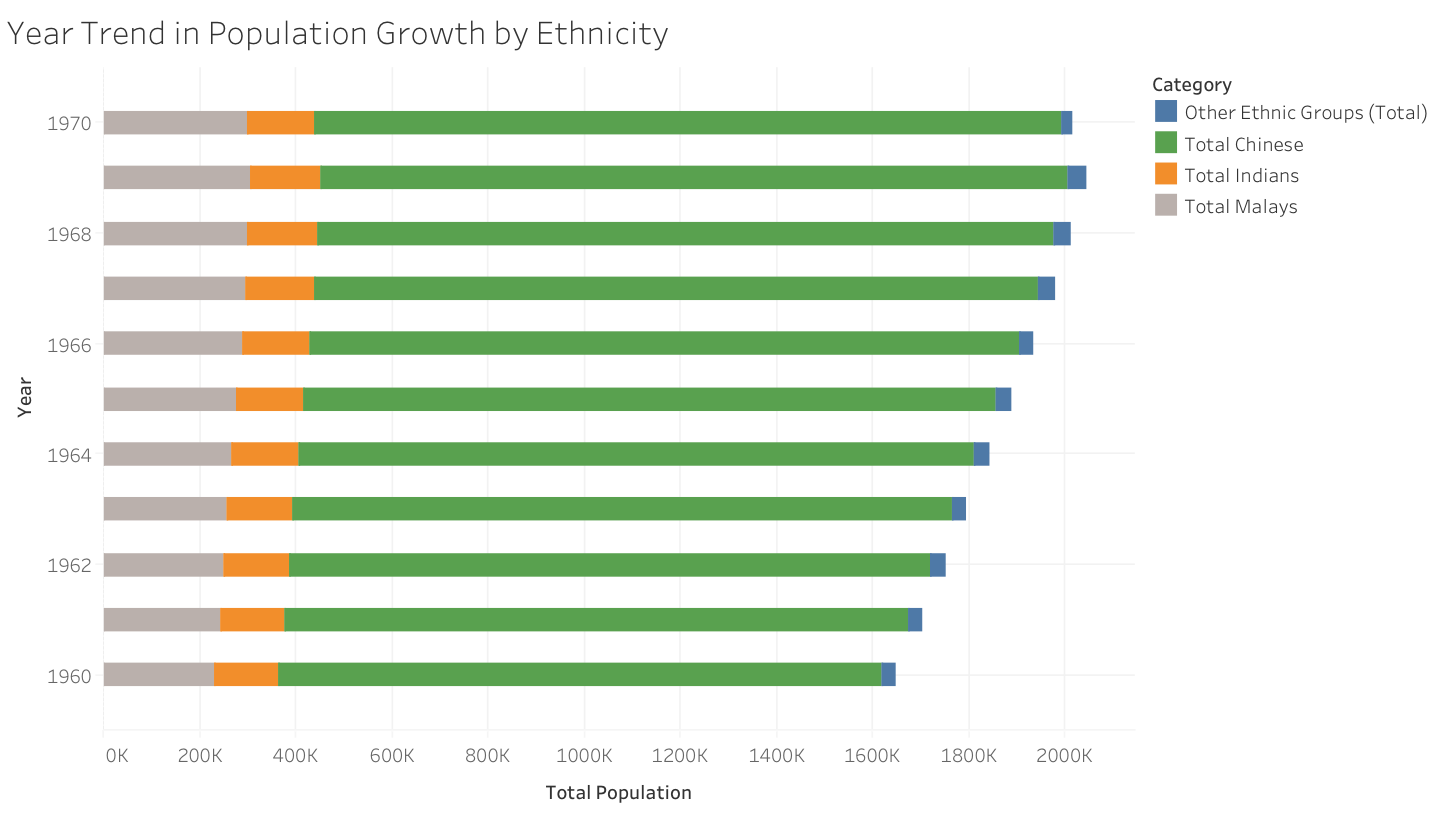 Year Trend in Population Growth by Ethnicity
Category
Other Ethnic Groups (Total)
Total Chinese
Total Indians
Total Malays
Year
1970
1968
1966
1964
1962
1960
0K 200K 400K 600K 800K 1000K 1200K 1400K 1600K 1800K 2000K
Total Population